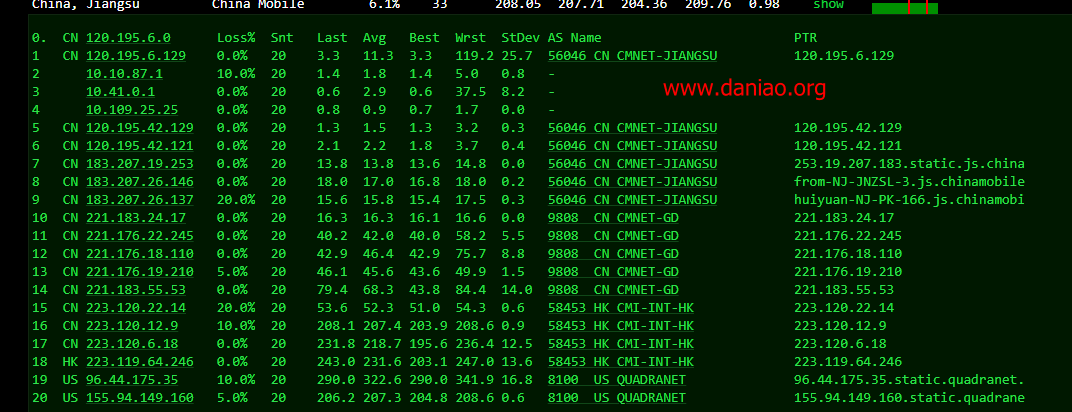 China, Jiangsu China Mobile 6.1% 33 208.05 207.71 204.36 209.76 0.98 show
0. CN 120.195.6.0 Loss% Snt Last Avg Best Wrst StDev AS Name PTR
1 CN 120.195.6.129 0.0% 20 3.3 11.3 3.3 119.2 25.7 56046 CN CMNET-JIANGSU 120.195.6.129
2 10.10.87.1 10.0% 20 1.4 1.8 1.4 5.0 0.8 -
www.daniao.org
3 10.41.0.1 0.0% 20 0.6 2.9 0.6 37.5 8.2 -
4 10.109.25.25 0.0% 20 0.8 0.9 0.7 1.7 0.0 -
5 CN 120.195.42.129 0.0% 20 1.3 1.5 1.3 3.2 0.3 56046 CN CMNET-JIANGSU 120.195.42.129
6 CN 120.195.42.121 0.0% 20 2.1 2.2 1.8 3.7 0.4 56046 CN CMNET-JIANGSU 120.195.42.121
7 CN 183.207.19.253 0.0% 20 13.8 13.8 13.6 14.8 0.0 56046 CN CMNET-JIANGSU 253.19.207.183.static.js.china
8 CN 183.207.26.146 0.0% 20 18.0 17.0 16.8 18.0 0.2 56046 CN CMNET-JIANGSU from-NJ-JNZSL-3.js.chinamobile
9 CN 183.207.26.137 20.0% 20 15.6 15.8 15.4 17.5 0.3 56046 CN CMNET-JIANGSU huiyuan-NJ-PK-166.js.chinamobi
10 CN 221.183.24.17 0.0% 20 16.3 16.3 16.1 16.6 0.0 9808 CN CMNET-GD 221.183.24.17
11 CN 221.176.22.245 0.0% 20 40.2 42.0 40.0 58.2 5.5 9808 CN CMNET-GD 221.176.22.245
12 CN 221.176.18.110 0.0% 20 42.9 46.4 42.9 75.7 8.8 9808 CN CMNET-GD 221.176.18.110
13 CN 221.176.19.210 5.0% 20 46.1 45.6 43.6 49.9 1.5 9808 CN CMNET-GD 221.176.19.210
14 CN 221.183.55.53 0.0% 20 79.4 68.3 43.8 84.4 14.0 9808 CN CMNET-GD 221.183.55.53
15 CN 223.120.22.14 20.0% 20 53.6 52.3 51.0 54.3 0.6 58453 HK CMI-INT-HK 223.120.22.14
16 CN 223.120.12.9 10.0% 20 208.1 207.4 203.9 208.6 0.9 58453 HK CMI-INT-HK 223.120.12.9
17 CN 223.120.6.18 0.0% 20 231.8 218.7 195.6 236.4 12.5 58453 HK CMI-INT-HK 223.120.6.18
18 HK 223.119.64.246 0.0% 20 243.0 231.6 203.1 247.0 13.6 58453 HK CMI-INT-HK 223.119.64.246
19 US 96.44.175.35 10.0% 20 290.0 322.6 290.0 341.9 16.8 8100 US QUADRANET 96.44.175.35.static.quadranet.
20 US 155.94.149.160 5.0% 20 206.2 207.3 204.8 208.6 0.6 8100 US QUADRANET 155.94.149.160.static.quadrane